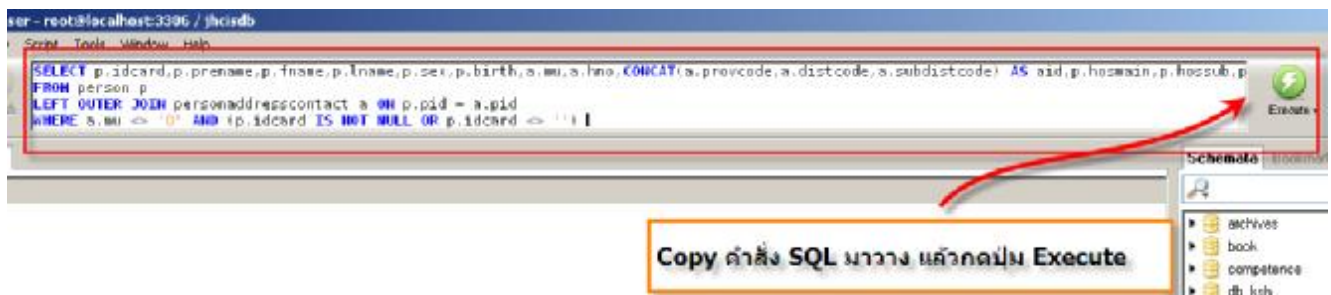 ser - root@localhost:3306 / jhcisdb
Script Tools Window Help
SELECT p.idcard,p.prename,p.fname,p.lname,p.sex,p.birth,a.mu,a.hno,CONCAT(a.provcode,a.distcode,a.subdistcode) AS aid,p.hosmain,p.hossub,p
FROM person p
LEFT OUTER JOIN personaddresscontact a ON p.pid = a.pid
WHERE a.mu <> '0' AND (p.idcard IS NOT NULL OR p.idcard <> '')
Execute
Schemata Bookmar
Copy คำสั่ง SQL มาวาง แล้วกดปุ่ม Execute
archives
book
competence
db_ksh